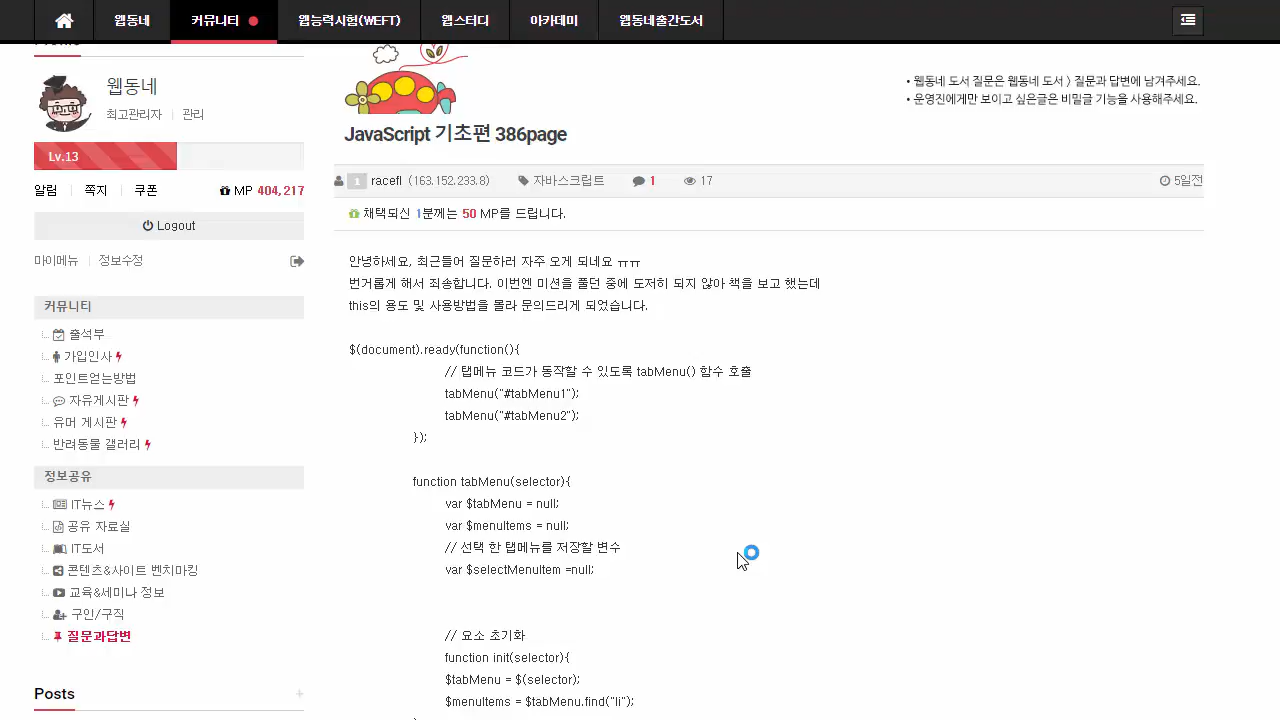 웹동네
커뮤니티
웹능력시험(WEFT)
웹스터디
아카데미
웹동네출간도서
웹동네
최고관리자
관리
Lv.13
알림
쪽지
쿠폰
MP 404,217
Logout
마이메뉴
정보수정
커뮤니티
출석부
가입인사
포인트얻는방법
자유게시판
유머 게시판
반려동물 갤러리
정보공유
IT뉴스
공유 자료실
IT도서
콘텐츠&사이트 벤치마킹
교육&세미나 정보
구인/구직
질문과답변
Posts
+
• 웹동네 도서 질문은 웹동네 도서 > 질문과 답변에 남겨주세요.
• 운영진에게만 보이고 싶은글은 비밀글 기능을 사용해주세요.
JavaScript 기초편 386page
1 racefl (163.152.233.8) 자바스크립트 1 17 5일전
채택되신 1분께는 50 MP를 드립니다.
안녕하세요, 최근들어 질문하러 자주 오게 되네요 ㅠㅠ
번거롭게 해서 죄송합니다. 이번엔 미션을 풀던 중에 도저히 되지 않아 책을 보고 했는데
this의 용도 및 사용방법을 몰라 문의드리게 되었습니다.
$(document).ready(function(){
// 탭메뉴 코드가 동작할 수 있도록 tabMenu() 함수 호출
tabMenu("#tabMenu1");
tabMenu("#tabMenu2");
});
function tabMenu(selector){
var $tabMenu = null;
var $menuItems = null;
// 선택 한 탭메뉴를 저장할 변수
var $selectMenuItem =null;
// 요소 초기화
function init(selector){
$tabMenu = $(selector);
$menuItems = $tabMenu.find("li");